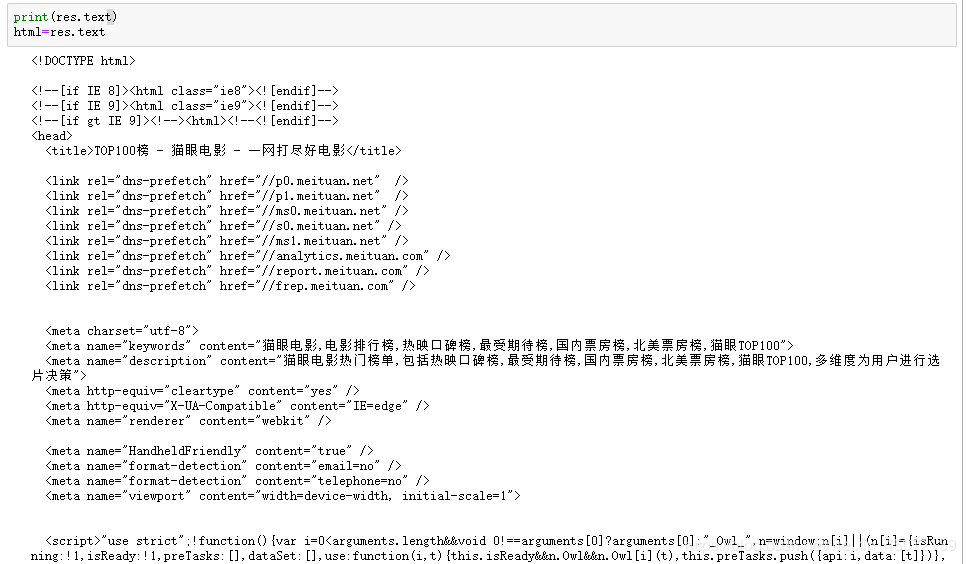 print(res.text)
html=res.text
<!DOCTYPE html>
<!--[if IE 8]><html class="ie8"><![endif]-->
<!--[if IE 9]><html class="ie9"><![endif]-->
<!--[if gt IE 9]><!--><html><!--<![endif]-->
<head>
<title>TOP100榜 - 猫眼电影 - 一网打尽好电影</title>
<link rel="dns-prefetch" href="//p0.meituan.net"  />
<link rel="dns-prefetch" href="//p1.meituan.net"  />
<link rel="dns-prefetch" href="//ms0.meituan.net" />
<link rel="dns-prefetch" href="//s0.meituan.net" />
<link rel="dns-prefetch" href="//ms1.meituan.net" />
<link rel="dns-prefetch" href="//analytics.meituan.com" />
<link rel="dns-prefetch" href="//report.meituan.com" />
<link rel="dns-prefetch" href="//frep.meituan.com" />
<meta charset="utf-8">
<meta name="keywords" content="猫眼电影,电影排行榜,热映口碑榜,最受期待榜,国内票房榜,北美票房榜,猫眼TOP100">
<meta name="description" content="猫眼电影热门榜单,包括热映口碑榜,最受期待榜,国内票房榜,北美票房榜,猫眼TOP100,多维度为用户进行选
片决策">
<meta http-equiv="cleartype" content="yes" />
<meta http-equiv="X-UA-Compatible" content="IE=edge" />
<meta name="renderer" content="webkit" />
<meta name="HandheldFriendly" content="true" />
<meta name="format-detection" content="email=no" />
<meta name="format-detection" content="telephone=no" />
<meta name="viewport" content="width=device-width, initial-scale=1">
<script>"use strict";!function(){var i=0<arguments.length&&void 0!==arguments[0]?arguments[0]:"_Owl_",n=window;n[i]||(n[i]={isRun
ning:!1,isReady:!1,preTasks:[],dataSet:[],use:function(i,t){this.isReady&&n.Owl&&n.Owl[i](t),this.preTasks.push({api:i,data:[t]})},